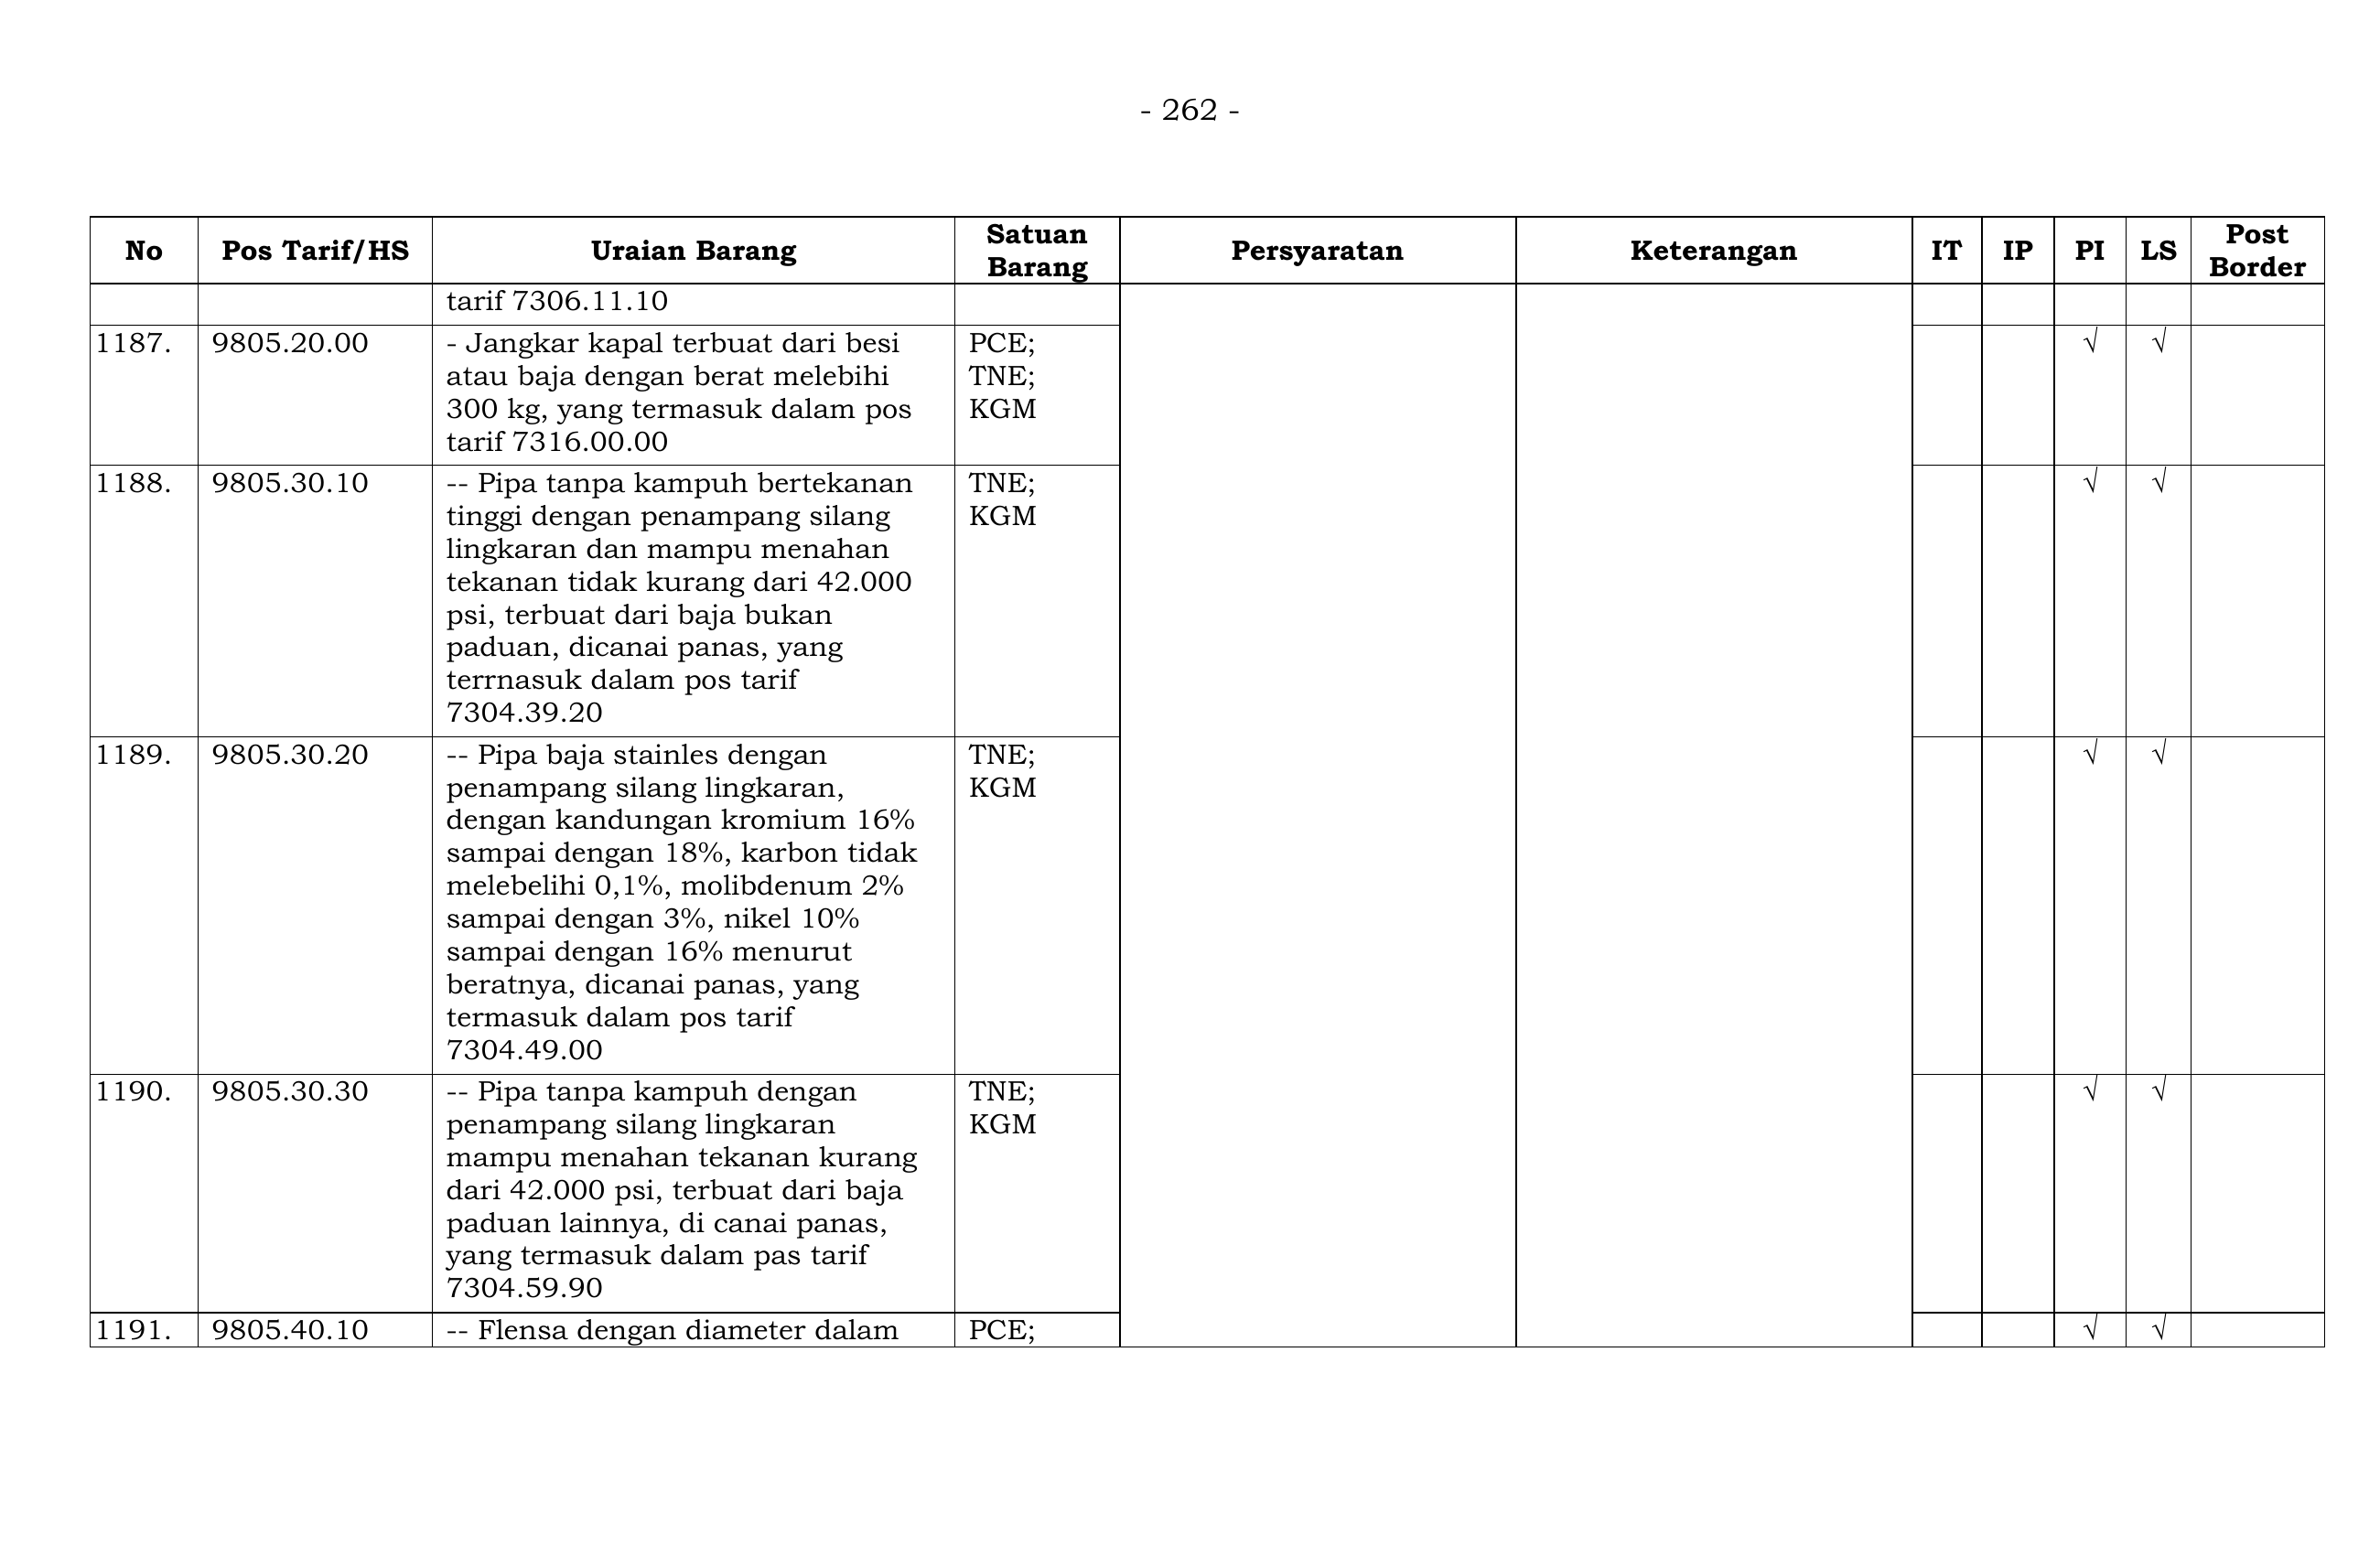 - 262 -
No Pos Tarif/HS Uraian Barang Satuan Barang Persyaratan Keterangan IT IP PI LS Post Border
tarif 7306.11.10
1187. 9805.20.00 - Jangkar kapal terbuat dari besi PCE; √ √
atau baja dengan berat melebihi TNE;
300 kg, yang termasuk dalam pos KGM
tarif 7316.00.00
1188. 9805.30.10 -- Pipa tanpa kampuh bertekanan TNE; √ √
tinggi dengan penampang silang KGM
lingkaran dan mampu menahan
tekanan tidak kurang dari 42.000
psi, terbuat dari baja bukan
paduan, dicanai panas, yang
terrnasuk dalam pos tarif
7304.39.20
1189. 9805.30.20 -- Pipa baja stainles dengan TNE; √ √
penampang silang lingkaran, KGM
dengan kandungan kromium 16%
sampai dengan 18%, karbon tidak
melebelihi 0,1%, molibdenum 2%
sampai dengan 3%, nikel 10%
sampai dengan 16% menurut
beratnya, dicanai panas, yang
termasuk dalam pos tarif
7304.49.00
1190. 9805.30.30 -- Pipa tanpa kampuh dengan TNE; √ √
penampang silang lingkaran KGM
mampu menahan tekanan kurang
dari 42.000 psi, terbuat dari baja
paduan lainnya, di canai panas,
yang termasuk dalam pas tarif
7304.59.90
1191. 9805.40.10 -- Flensa dengan diameter dalam PCE; √ √